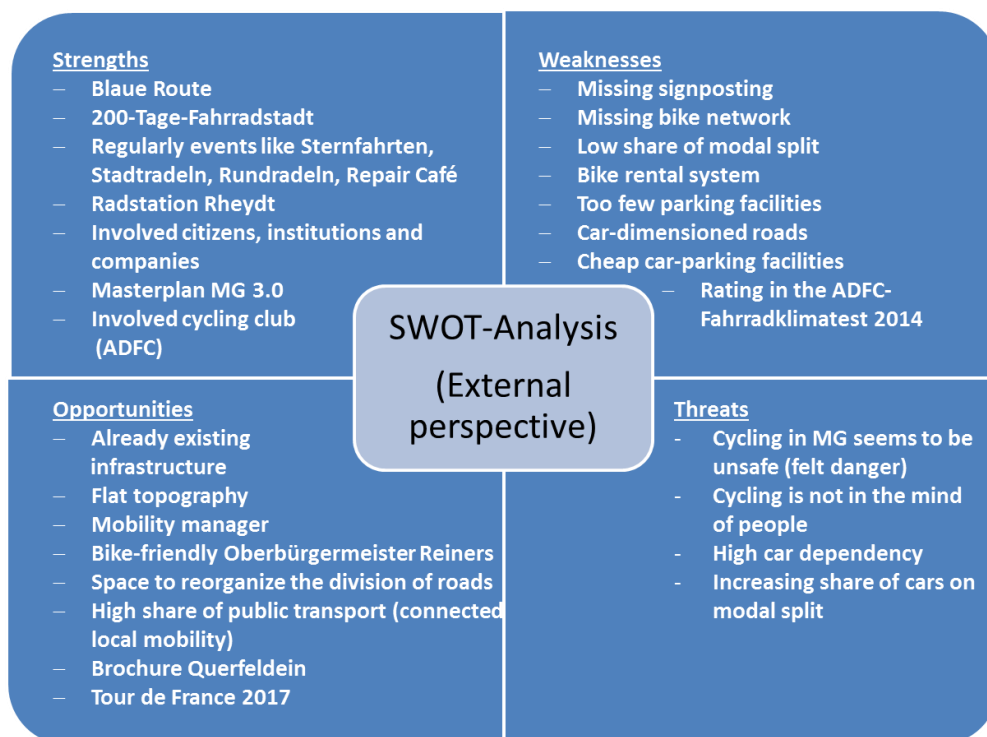 Strengths
– Blaue Route
– 200-Tage-Fahrradstadt
– Regularly events like Sternfahrten,
Stadtradeln, Rundradeln, Repair Café
– Radstation Rheydt
– Involved citizens, institutions and
companies
– Masterplan MG 3.0
– Involved cycling club
(ADFC)
Weaknesses
– Missing signposting
– Missing bike network
– Low share of modal split
– Bike rental system
– Too few parking facilities
– Car-dimensioned roads
– Cheap car-parking facilities
– Rating in the ADFC-
Fahrradklimatest 2014
SWOT-Analysis
(External
perspective)
Opportunities
– Already existing
infrastructure
– Flat topography
– Mobility manager
– Bike-friendly Oberbürgermeister Reiners
– Space to reorganize the division of roads
– High share of public transport (connected
local mobility)
– Brochure Querfeldein
– Tour de France 2017
Threats
- Cycling in MG seems to be
unsafe (felt danger)
- Cycling is not in the mind
of people
- High car dependency
- Increasing share of cars on
modal split